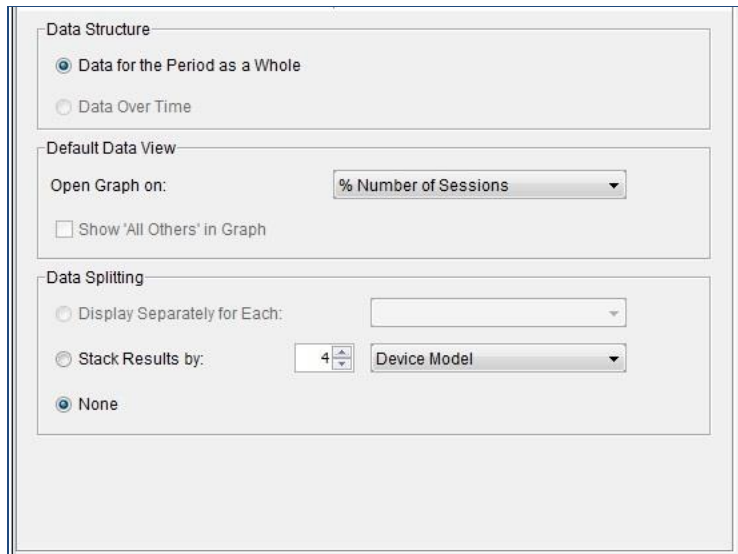 Data Structure
Data for the Period as a Whole
Data Over Time
Default Data View
Open Graph on: % Number of Sessions
Show 'All Others' in Graph
Data Splitting
Display Separately for Each:
Stack Results by: 4 Device Model
None